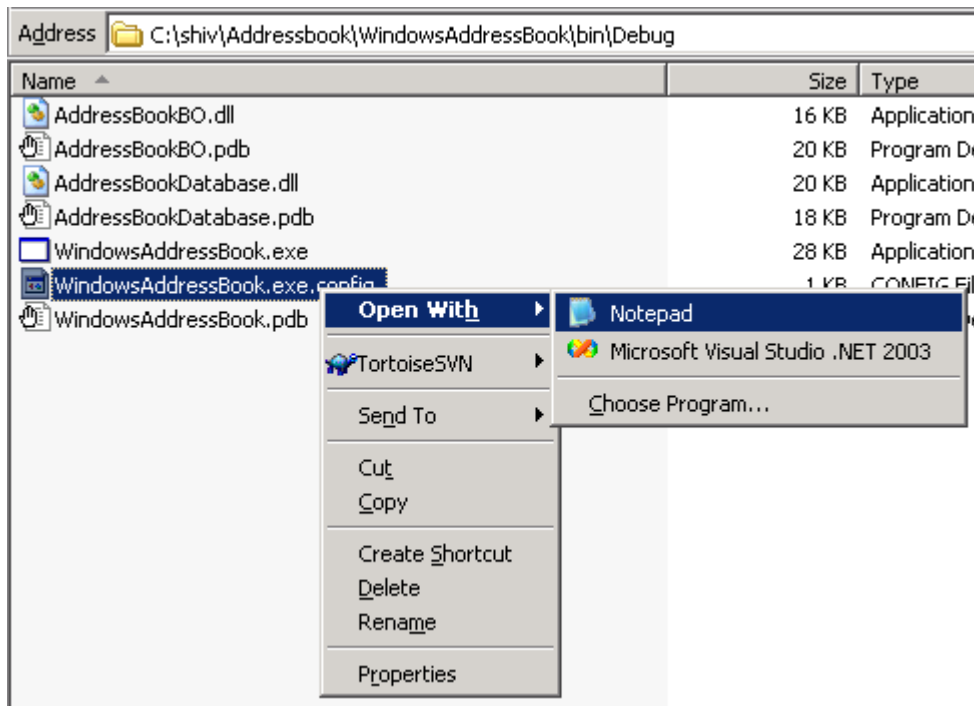 Address C:\shiv\Addressbook\WindowsAddressBook\bin\Debug
Name Size Type
AddressBookBO.dll 16 KB Application
AddressBookBO.pdb 20 KB Program
AddressBookDatabase.dll 20 KB Application
AddressBookDatabase.pdb 18 KB Program
WindowsAddressBook.exe 28 KB Application
WindowsAddressBook.exe.config 1 KB CONFIG
WindowsAddressBook.pdb
Open With
Notepad
Microsoft Visual Studio .NET 2003
Choose Program...
TortoiseSVN
Send To
Cut
Copy
Create Shortcut
Delete
Rename
Properties